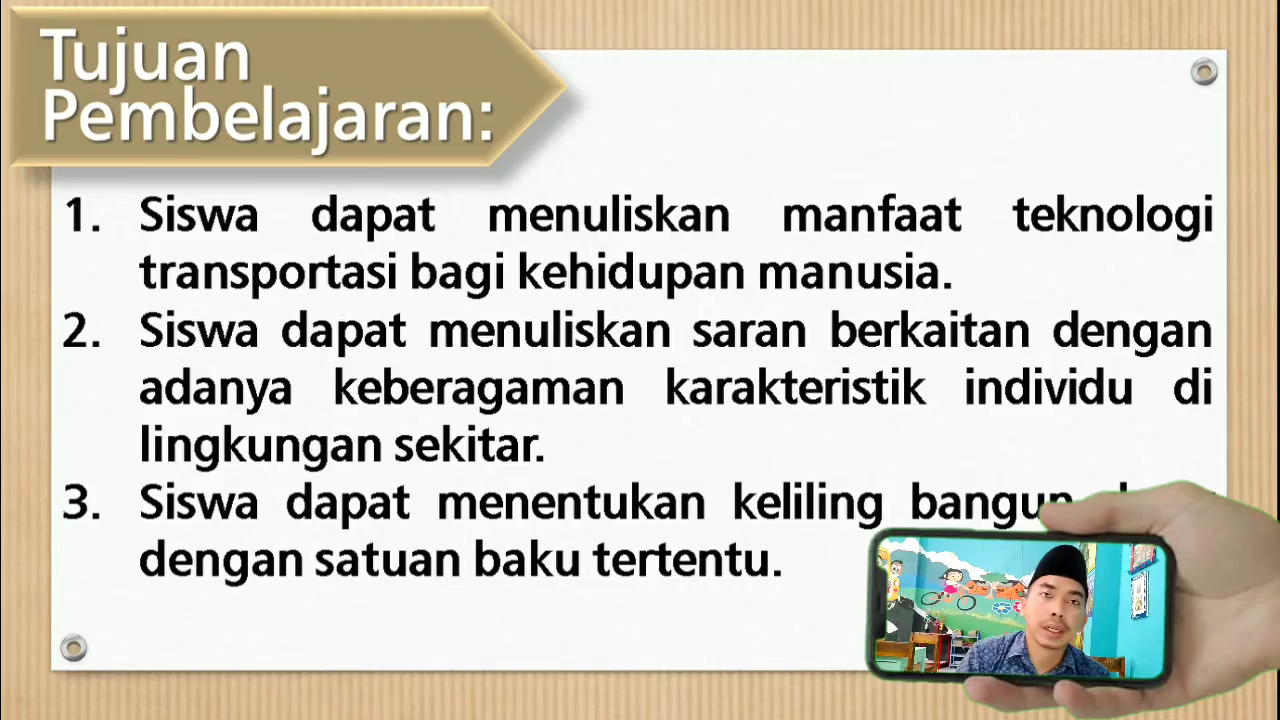 Tujuan
Pembelajaran:
1. Siswa dapat menuliskan manfaat teknologi
transportasi bagi kehidupan manusia.
2. Siswa dapat menuliskan saran berkaitan dengan
adanya keberagaman karakteristik individu di
lingkungan sekitar.
3. Siswa dapat menentukan keliling bangun
dengan satuan baku tertentu.